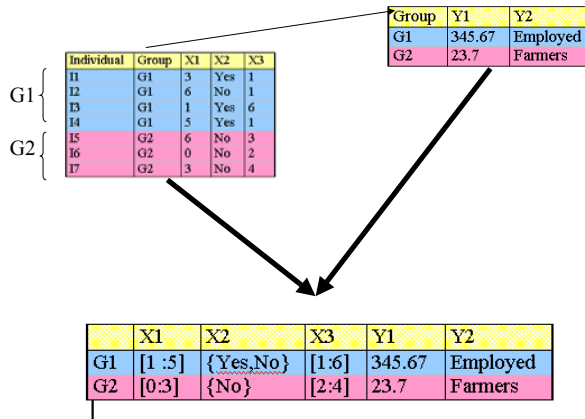 Group Y1 Y2
G1 345.67 Employed
G2 23.7 Farmers
Individual Group X1 X2 X3
I1 G1 3 Yes 1
I2 G1 6 No 1
I3 G1 1 Yes 6
I4 G1 5 Yes 1
I5 G2 6 No 3
I6 G2 0 No 2
I7 G2 3 No 4
G1
G2
X1 X2 X3 Y1 Y2
G1 [1 :5] {Yes,No} [1:6] 345.67 Employed
G2 [0:3] {No} [2:4] 23.7 Farmers